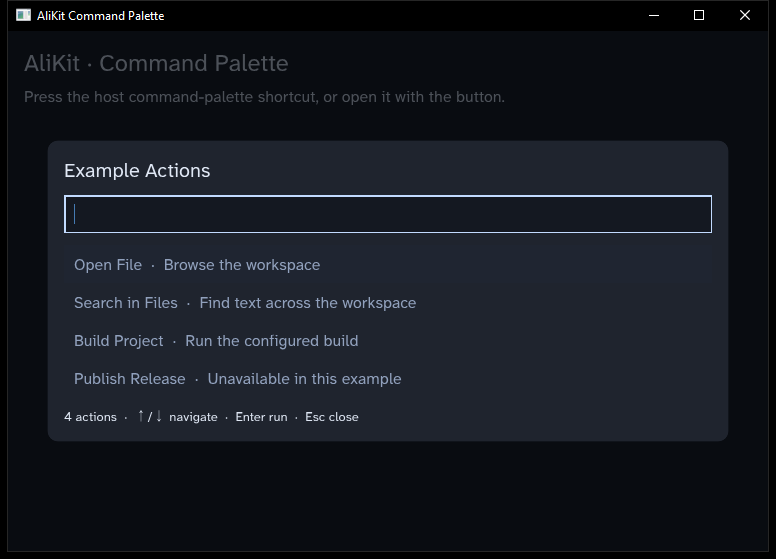 AliKit Command Palette
AliKit · Command Palette
Press the host command-palette shortcut, or open it with the button.
Example Actions
Open File · Browse the workspace
Search in Files · Find text across the workspace
Build Project · Run the configured build
Publish Release · Unavailable in this example
4 actions · ↑/↓ navigate · Enter run · Esc close